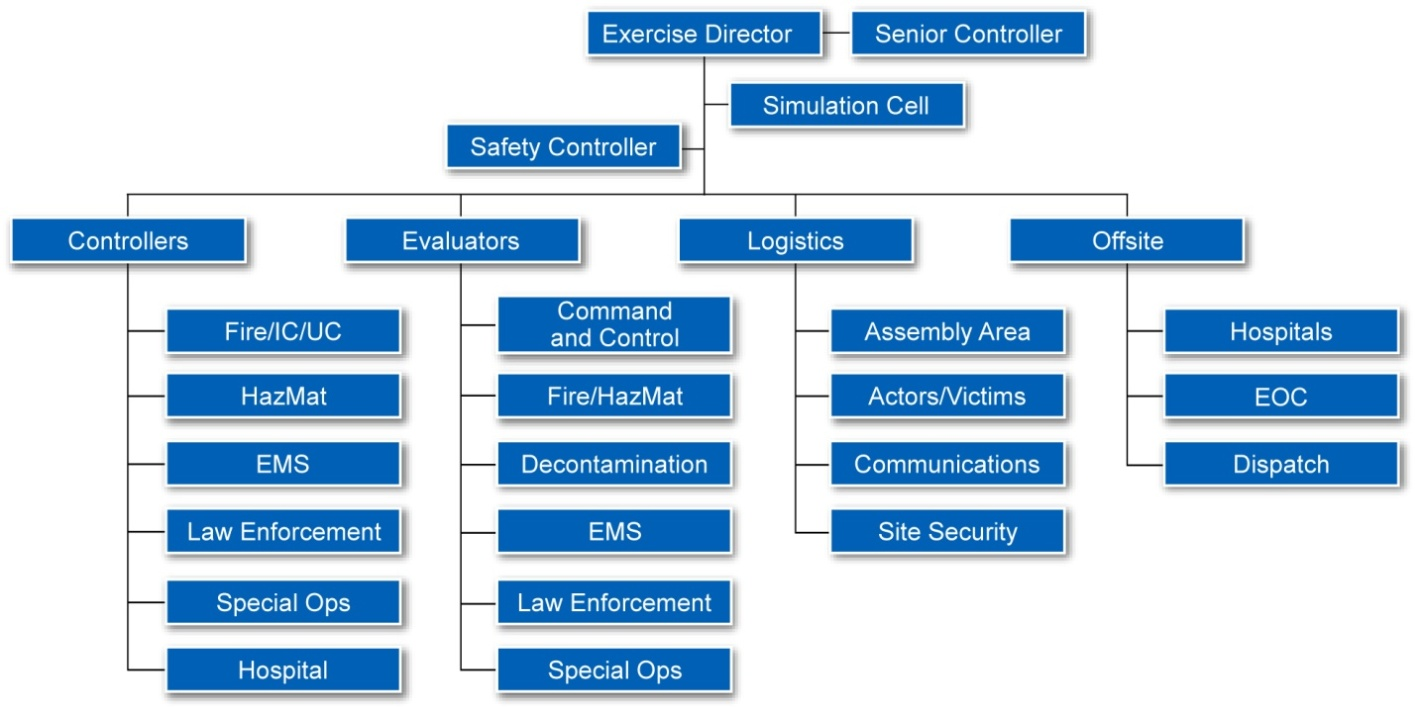 Exercise Director
Senior Controller
Simulation Cell
Safety Controller
Controllers
Evaluators
Logistics
Offsite
Fire/IC/UC
HazMat
EMS
Law Enforcement
Special Ops
Hospital
Command
and Control
Fire/HazMat
Decontamination
EMS
Law Enforcement
Special Ops
Assembly Area
Actors/Victims
Communications
Site Security
Hospitals
EOC
Dispatch